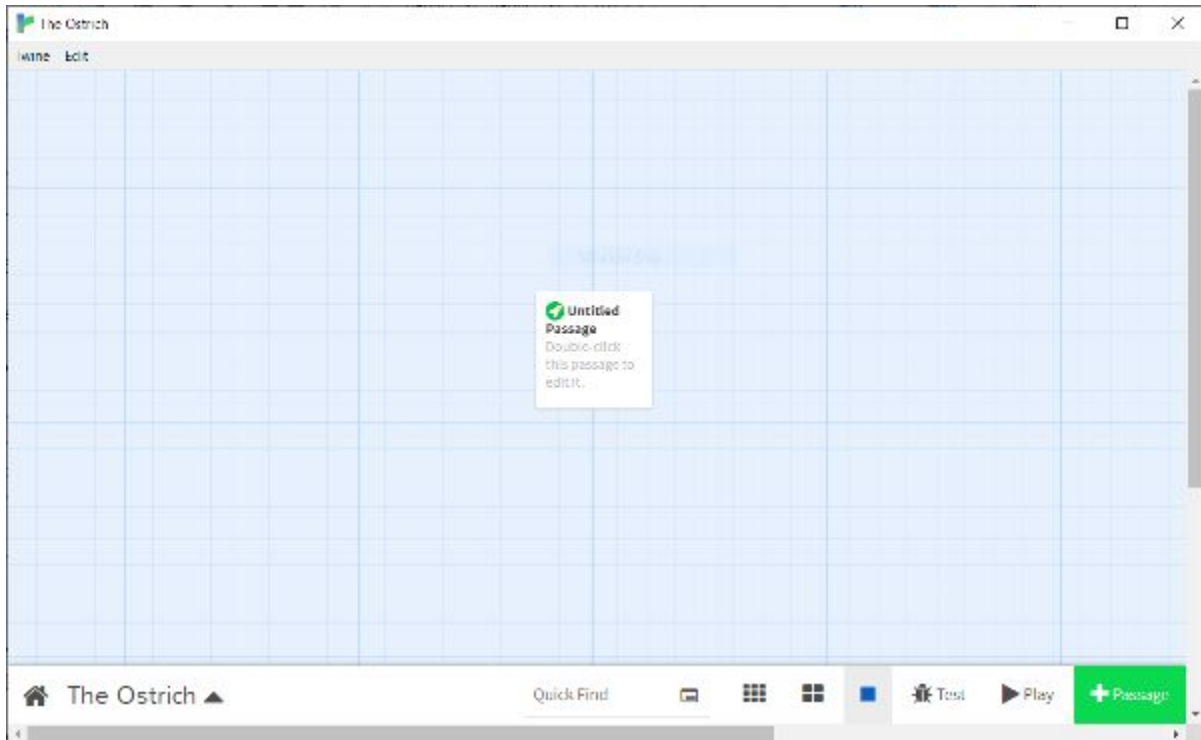 The Ostrich
Twine Edit
Untitled
Passage
Double-click
this passage to
edit it.
The Ostrich
Quick Find
Test
Play
Passage